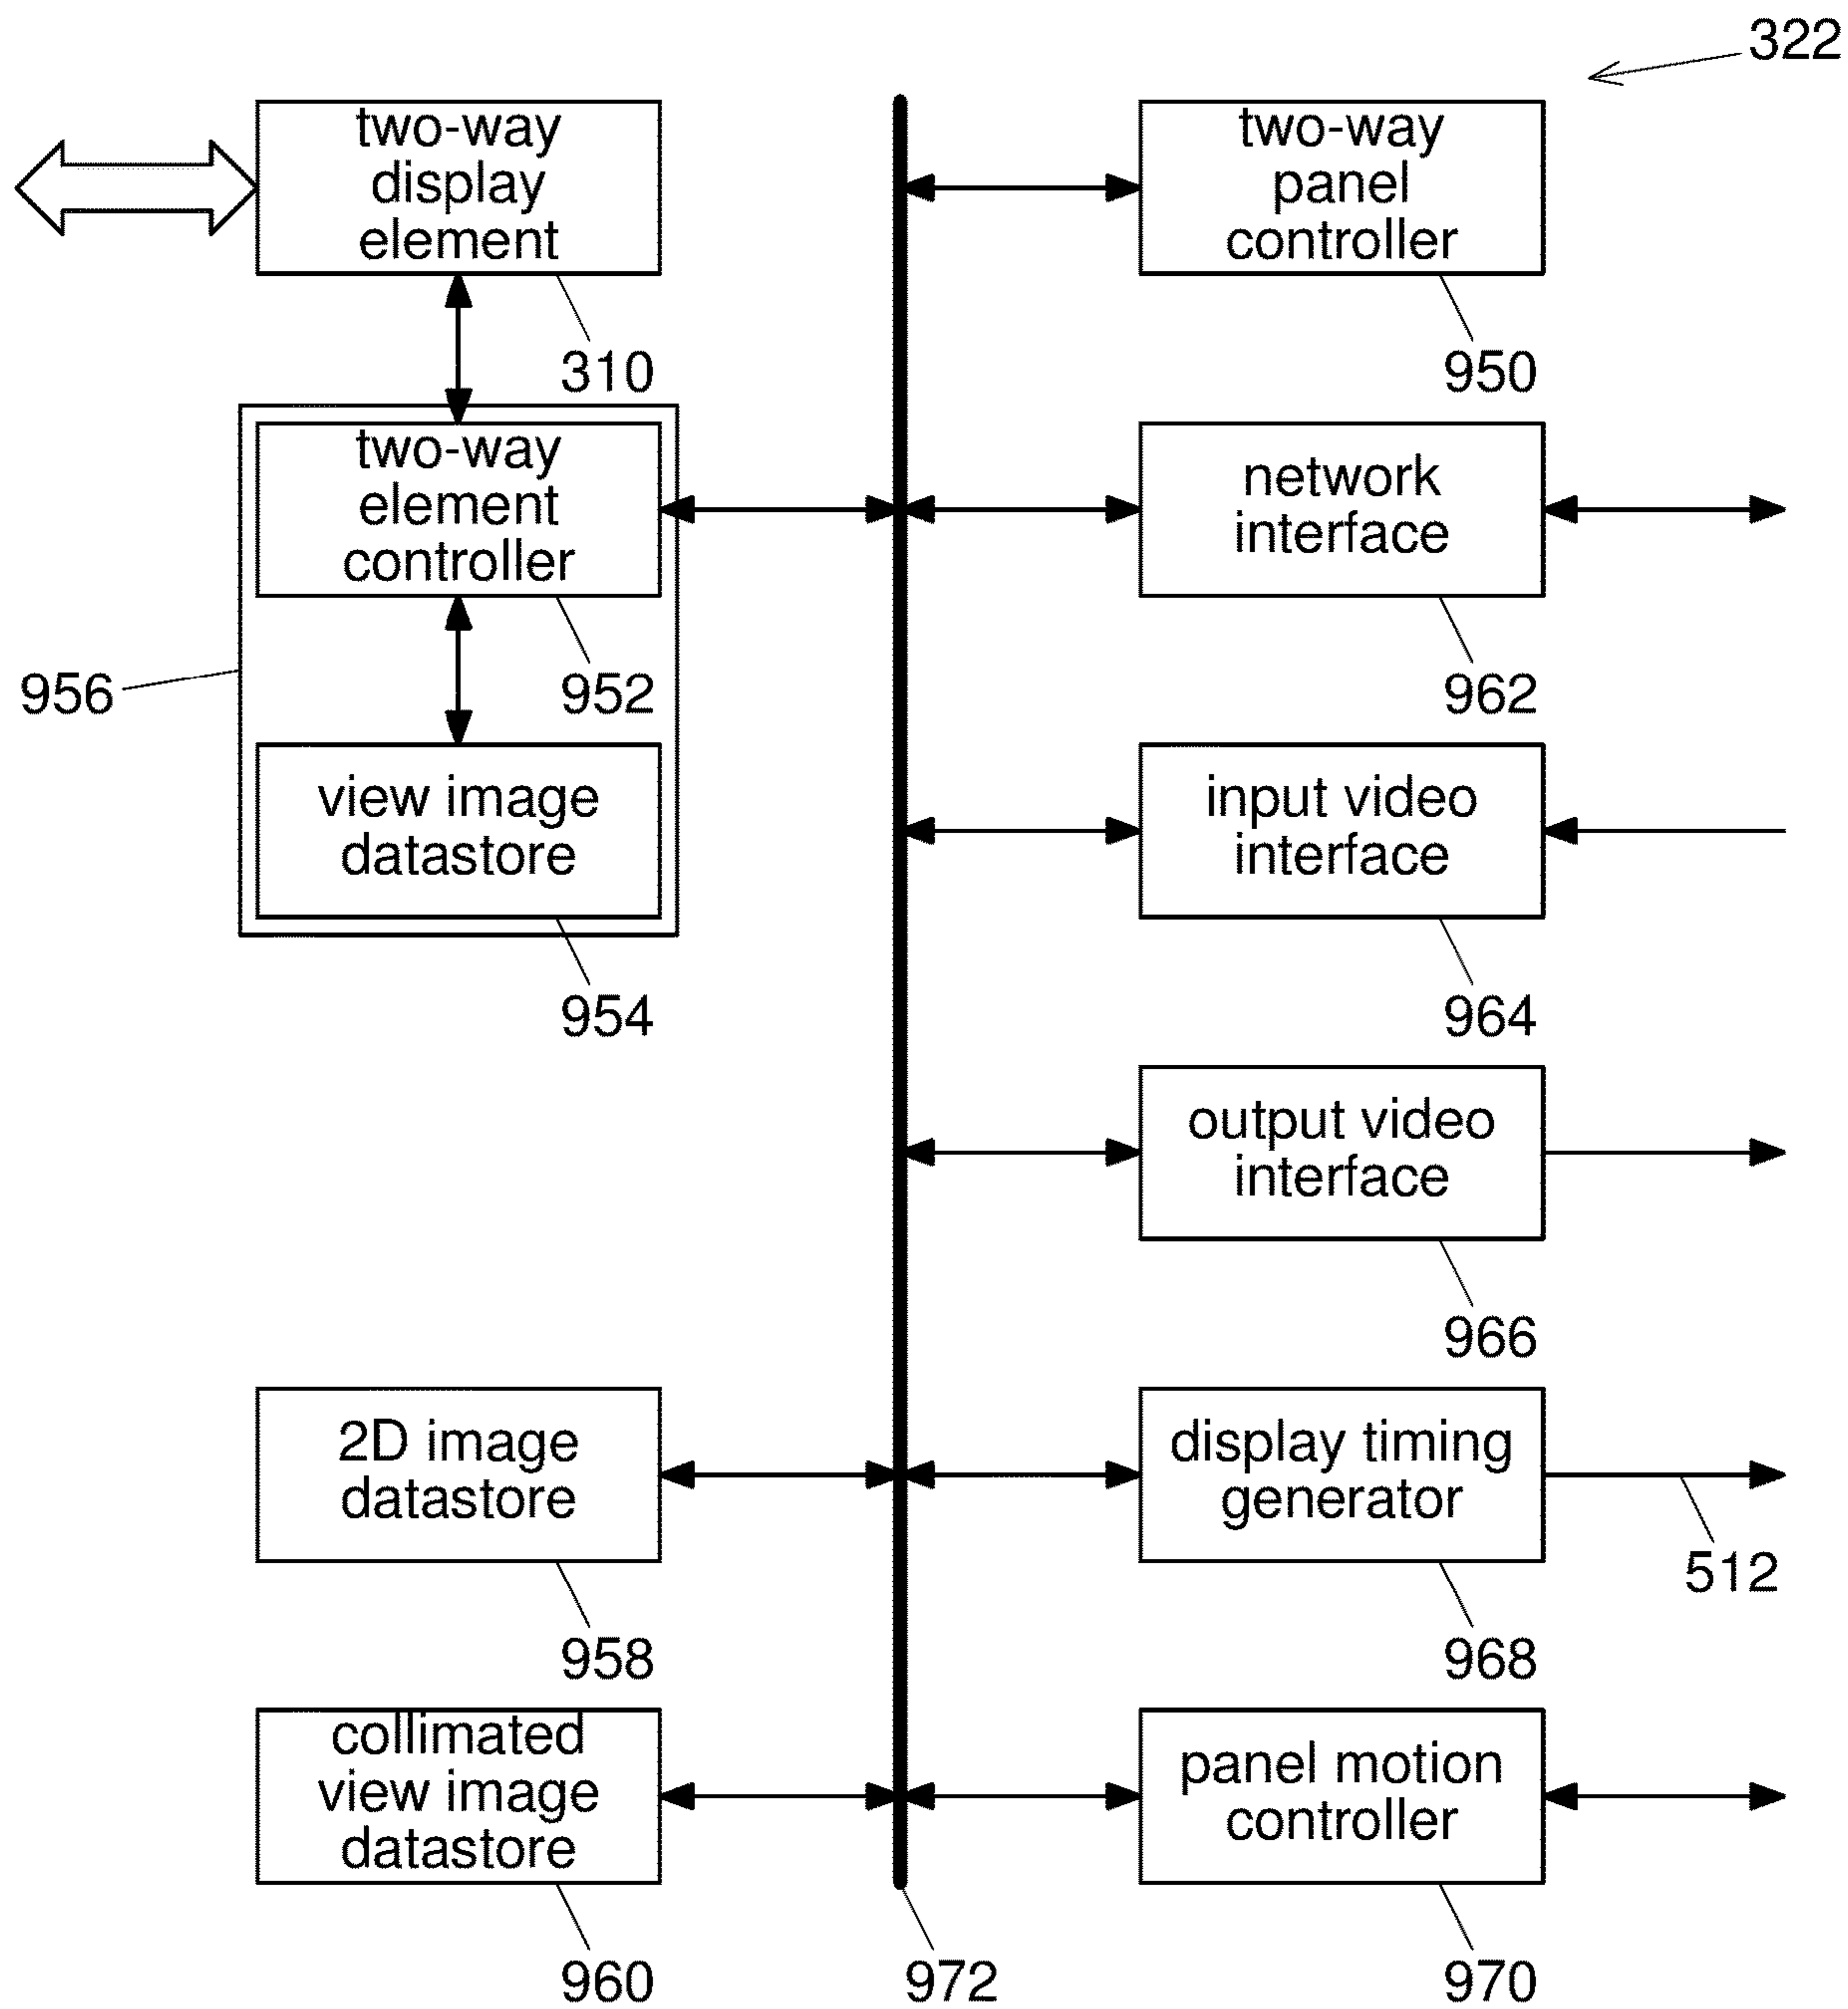 322
two-way
display
element
310
two-way
panel
controller
950
two-way
element
controller
952
956
network
interface
962
view image
datastore
954
input video
interface
964
output video
interface
966
2D image
datastore
958
display timing
generator
968
512
collimated
view image
datastore
960
972
panel motion
controller
970